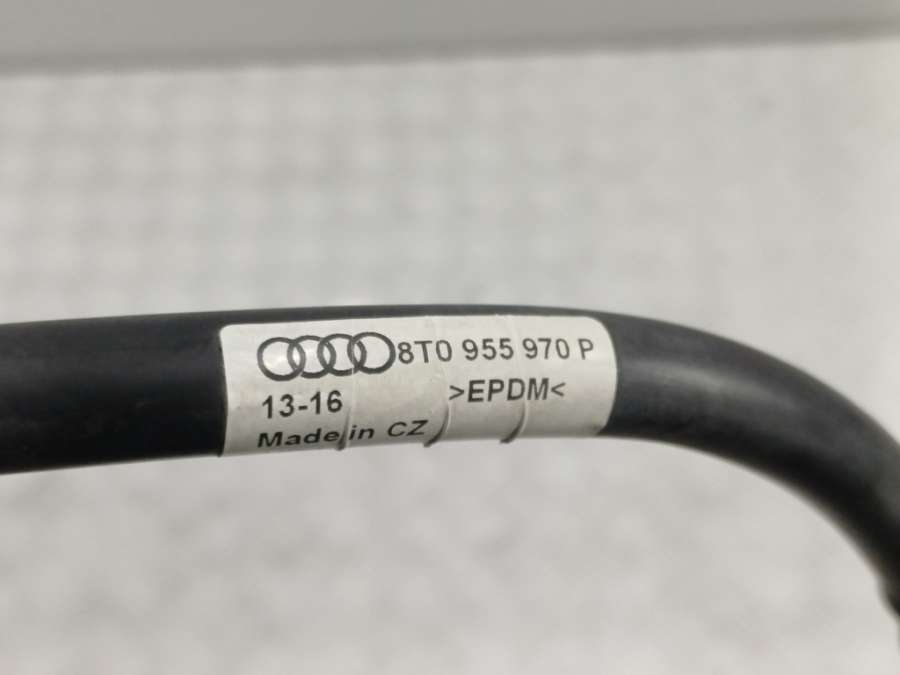 8T0 955 970 P
13-16 >EPDM<
Made in CZ